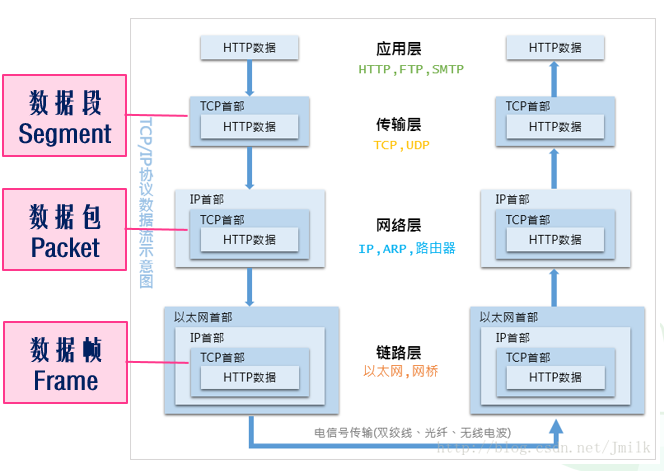 HTTP数据
应用层
HTTP,FTP,SMTP
HTTP数据
数据段
Segment
TCP首部
HTTP数据
传输层
TCP,UDP
TCP首部
HTTP数据
TCP/IP协议数据流示意图
数据包
Packet
IP首部
TCP首部
HTTP数据
网络层
IP,ARP,路由器
IP首部
TCP首部
HTTP数据
数据帧
Frame
以太网首部
IP首部
TCP首部
HTTP数据
链路层
以太网,网桥
以太网首部
IP首部
TCP首部
HTTP数据
电信号传输(双绞线、光纤、无线电波)
http://blog.csdn.net/Jmilk